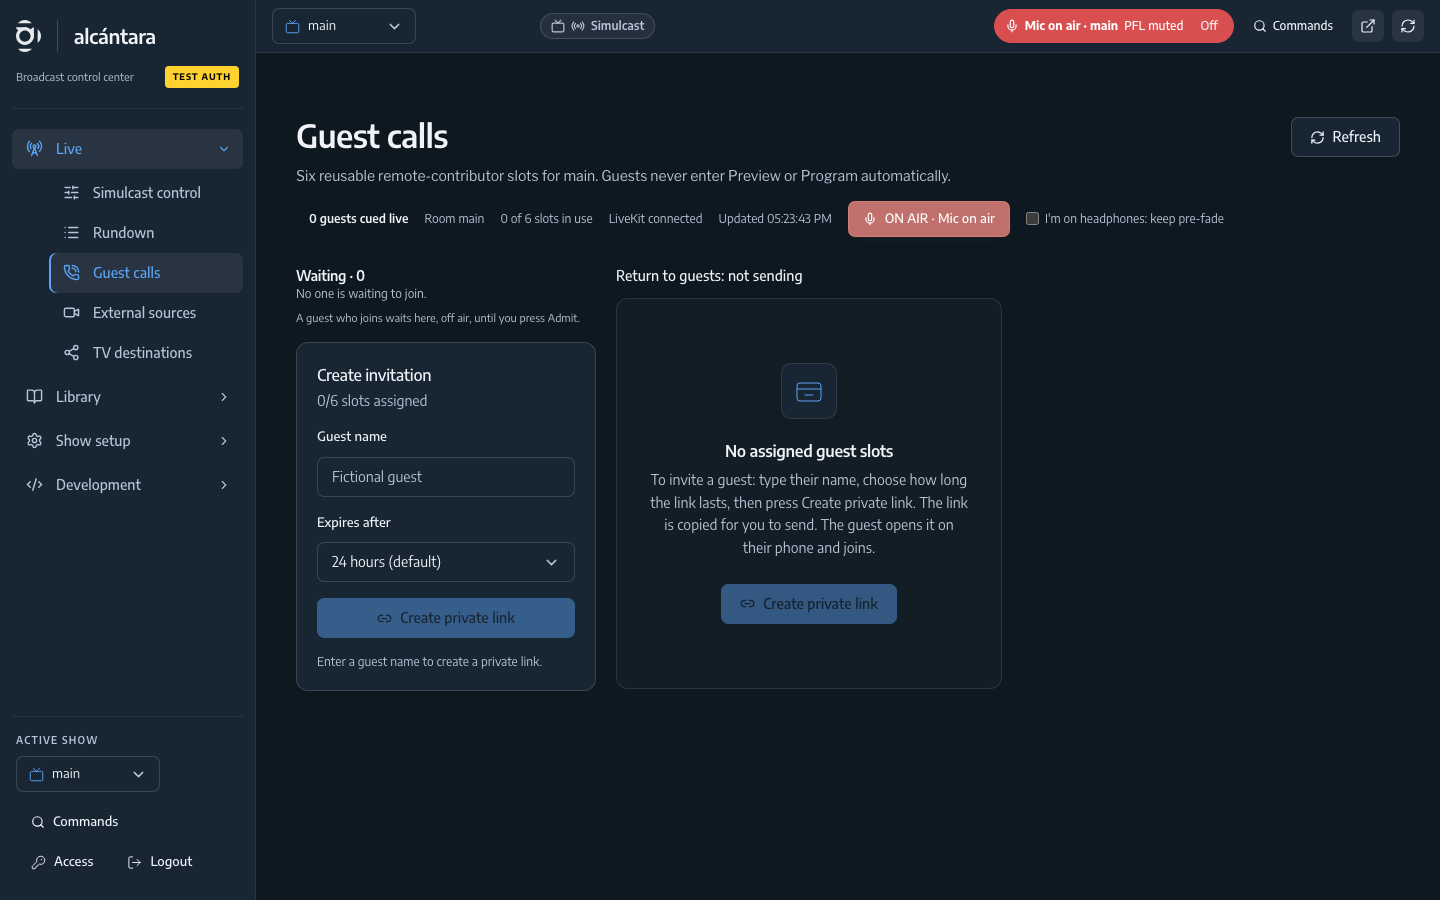 alcántara
Broadcast control center
TEST AUTH
Live
Simulcast control
Rundown
Guest calls
External sources
TV destinations
Library
Show setup
Development
ACTIVE SHOW
main
Commands
Access
Logout
main
Simulcast
Mic on air · main PFL muted Off
Commands
Guest calls
Refresh
Six reusable remote-contributor slots for main. Guests never enter Preview or Program automatically.
0 guests cued live Room main 0 of 6 slots in use LiveKit connected Updated 05:23:43 PM ON AIR · Mic on air I'm on headphones: keep pre-fade
Waiting · 0
No one is waiting to join.
A guest who joins waits here, off air, until you press Admit.
Create invitation
0/6 slots assigned
Guest name
Fictional guest
Expires after
24 hours (default)
Create private link
Enter a guest name to create a private link.
Return to guests: not sending
No assigned guest slots
To invite a guest: type their name, choose how long
the link lasts, then press Create private link. The link
is copied for you to send. The guest opens it on
their phone and joins.
Create private link